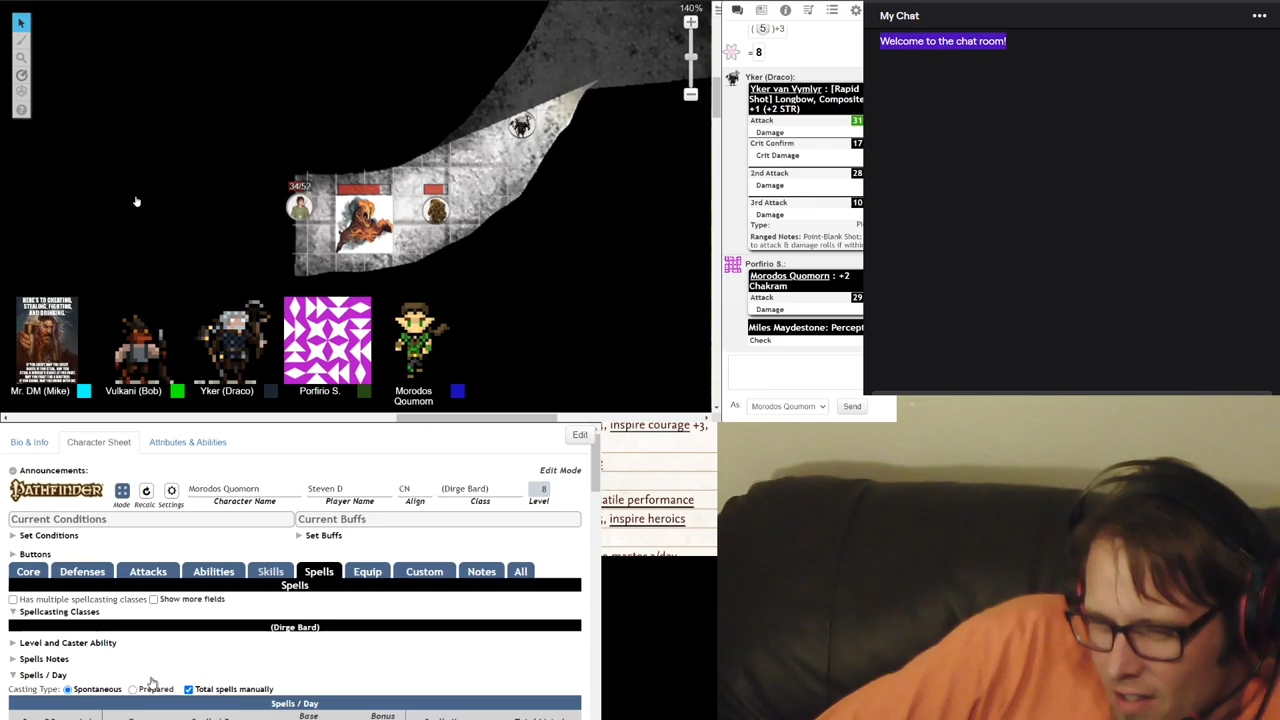 140%
34/52
HERE'S TO CHEATING,
STEALING, FIGHTING,
AND DRINKING.
Mr. DM (Mike)
Vulkani (Bob)
Yker (Draco)
Porfirio S.
Morodos
Quomorn
(5)+3
= 8
Yker (Draco):
Yker van Vymlyr : [Rapid
Shot] Longbow, Composite
+1 (+2 STR)
Attack 31
Damage
Crit Confirm 17
Crit Damage
2nd Attack 28
Damage
3rd Attack 10
Damage
Type:
Ranged Notes: Point-Blank Shot:
to attack & damage rolls if within
Porfirio S.:
Morodos Quomorn : +2
Chakram
Attack 29
Damage
Miles Maydestone: Percept
Check
As: Morodos Quomorn Send
My Chat
Welcome to the chat room!
Bio & Info Character Sheet Attributes & Abilities Edit
Announcements: Edit Mode
PATHFINDER
Mode Recalc Settings
Morodos Quomorn Steven D CN (Dirge Bard) 8
Character Name Player Name Align Class Level
Current Conditions Current Buffs
Set Conditions Set Buffs
Buttons
Core Defenses Attacks Abilities Skills Spells Equip Custom Notes All
Spells
Has multiple spellcasting classes Show more fields
Spellcasting Classes
(Dirge Bard)
Level and Caster Ability
Spells Notes
Spells / Day
Casting Type: Spontaneous Prepared Total spells manually
Spells / Day
Base Bonus
, inspire courage +3,
atile performance
, inspire heroics